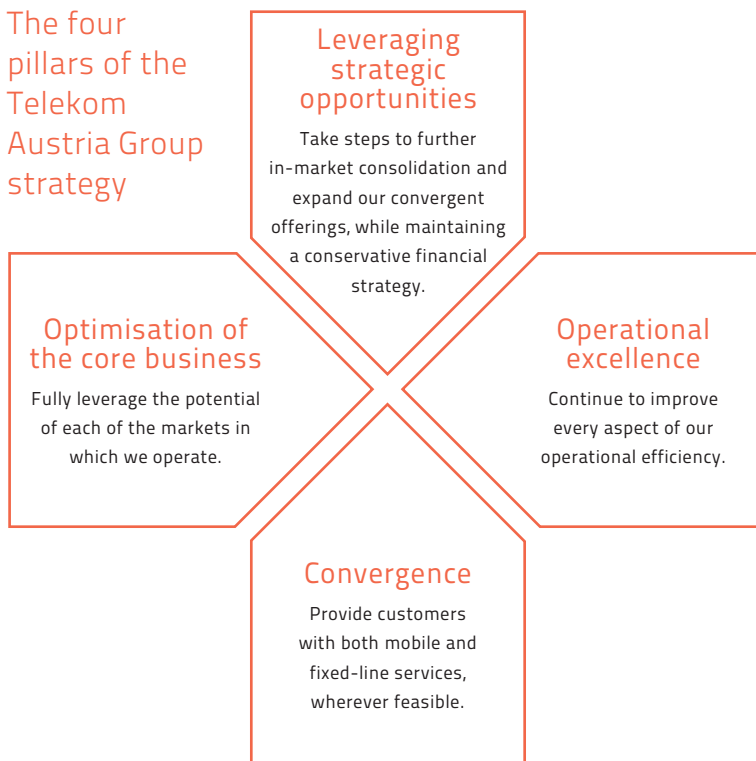 The four
pillars of the
Telekom
Austria Group
strategy
Leveraging
strategic
opportunities
Take steps to further
in-market consolidation and
expand our convergent
offerings, while maintaining
a conservative financial
strategy.
Optimisation of
the core business
Fully leverage the potential
of each of the markets in
which we operate.
Operational
excellence
Continue to improve
every aspect of our
operational efficiency.
Convergence
Provide customers
with both mobile and
fixed-line services,
wherever feasible.